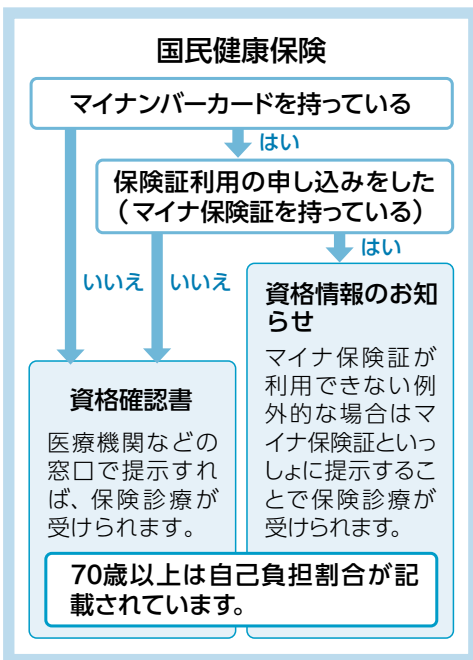 国民健康保険
マイナンバーカードを持っている
はい
保険証利用の申し込みをした
（マイナ保険証を持っている）
はい
いいえ
いいえ
資格情報のお知
らせ
マイナ保険証が
利用できない例
外的な場合はマ
イナ保険証といっ
しょに提示するこ
とで保険診療が
受けられます。
資格確認書
医療機関などの
窓口で提示すれ
ば、保険診療が
受けられます。
70歳以上は自己負担割合が記
載されています。